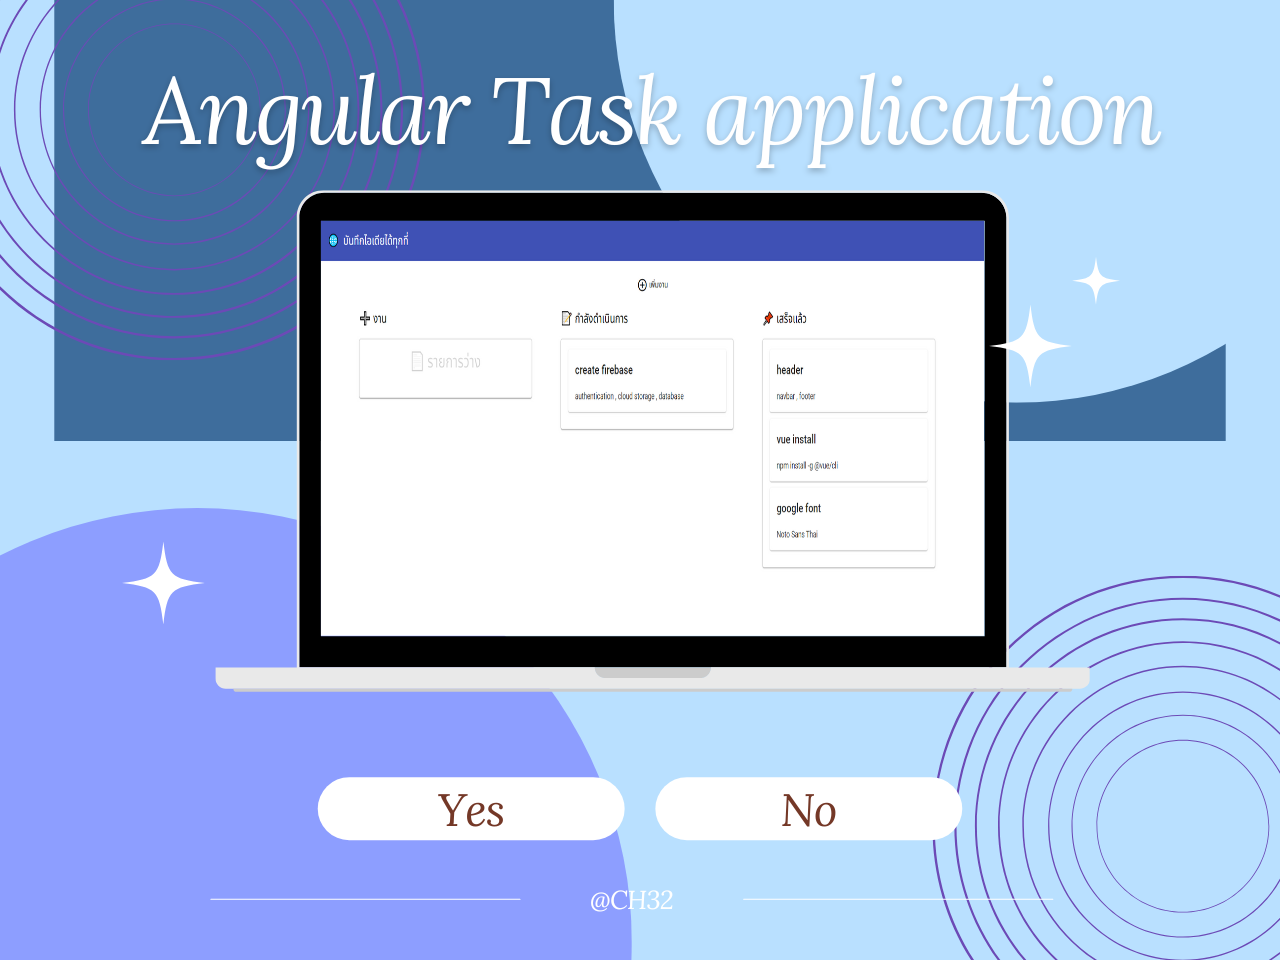 Angular Task application
บันทึกไอเดียได้ทุกที่
เพิ่มงาน
งาน
รายการว่าง
กำลังดำเนินการ
create firebase
authentication , cloud storage , database
เสร็จแล้ว
header
navbar , footer
vue install
npm install -g @vue/cli
google font
Noto Sans Thai
Yes
No
@CH32